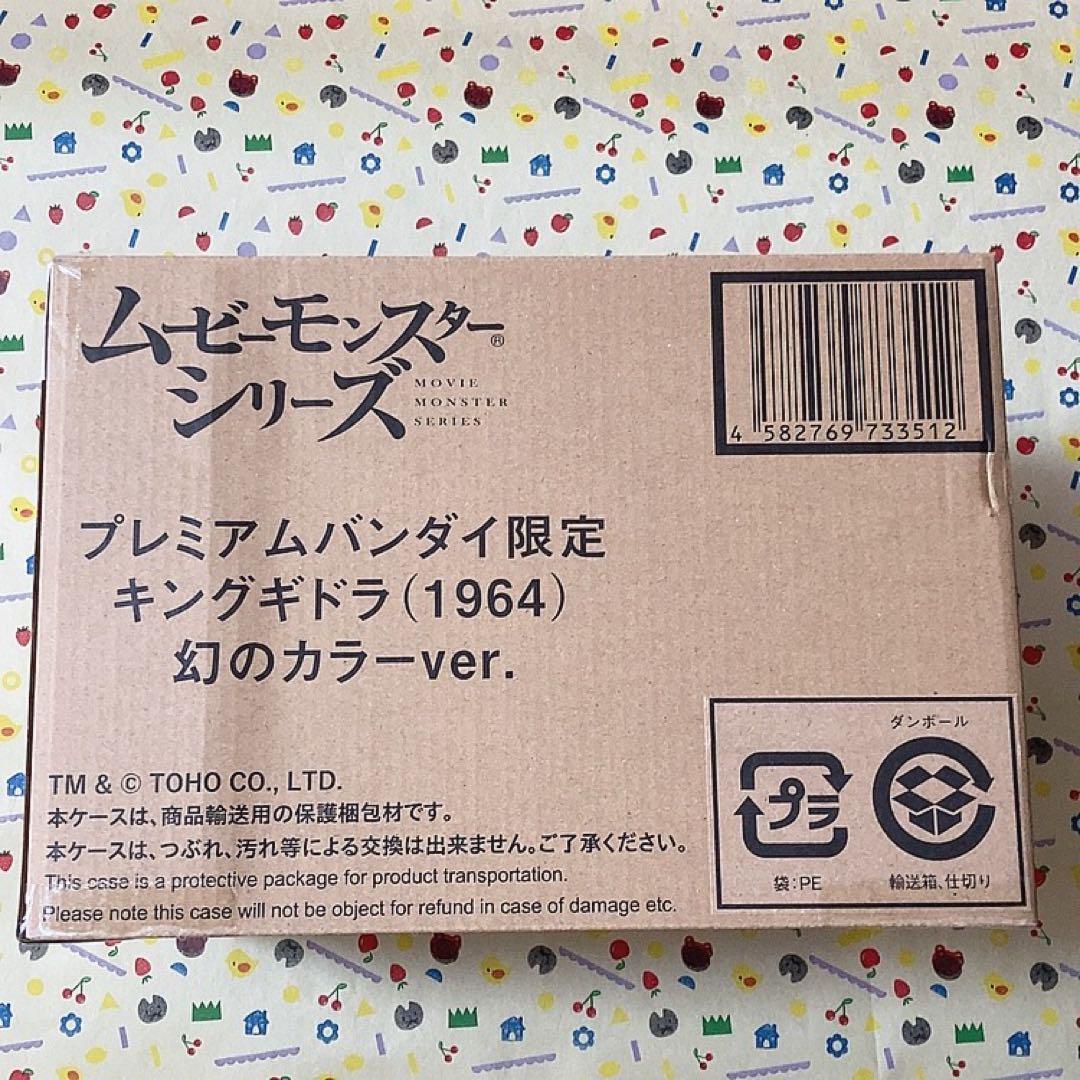 ムービーモンスター®
シリーズ
MOVIE
MONSTER
SERIES
4 582769 733512
プレミアムバンダイ限定
キングギドラ(1964)
幻のカラーver.
TM & © TOHO CO., LTD.
本ケースは、商品輸送用の保護梱包材です。
本ケースは、つぶれ、汚れ等による交換は出来ません。ご了承ください。
This case is a protective package for product transportation.
Please note this case will not be object for refund in case of damage etc.
ダンボール
プラ
袋:PE
輸送箱、仕切り